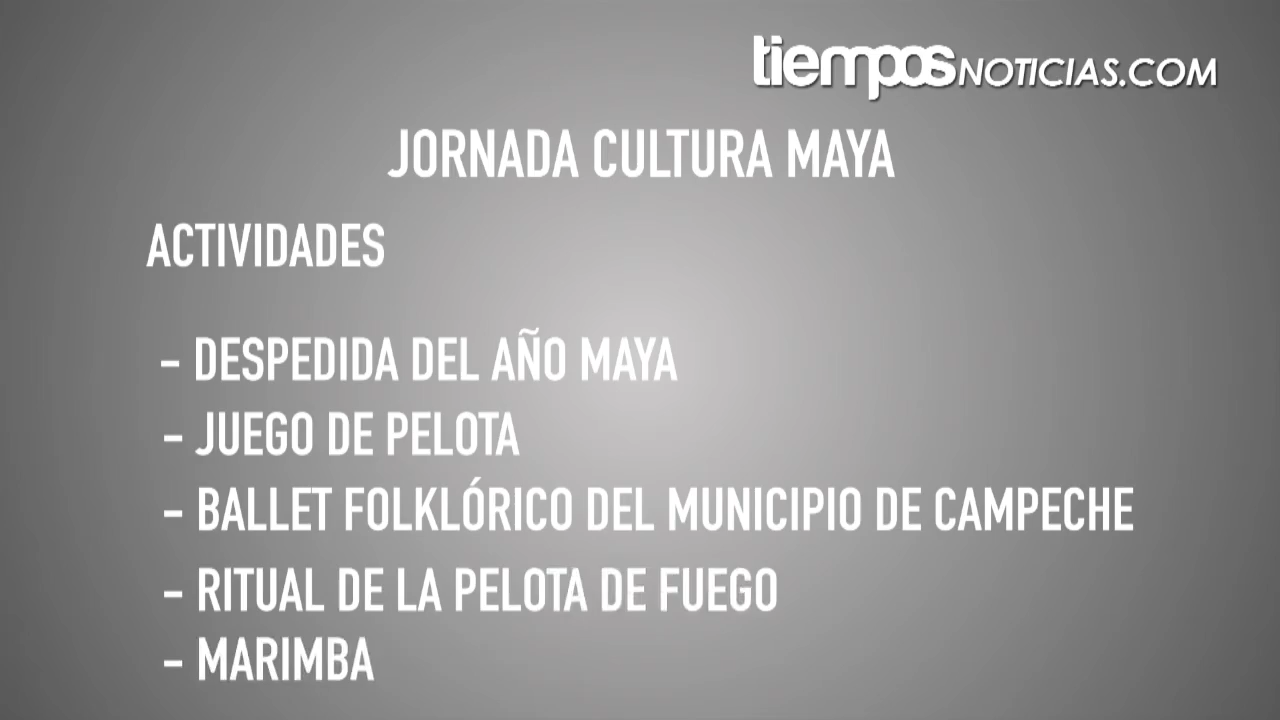 tiemposNOTICIAS.COM
JORNADA CULTURA MAYA
ACTIVIDADES
- DESPEDIDA DEL AÑO MAYA
- JUEGO DE PELOTA
- BALLET FOLKLÓRICO DEL MUNICIPIO DE CAMPECHE
- RITUAL DE LA PELOTA DE FUEGO
- MARIMBA